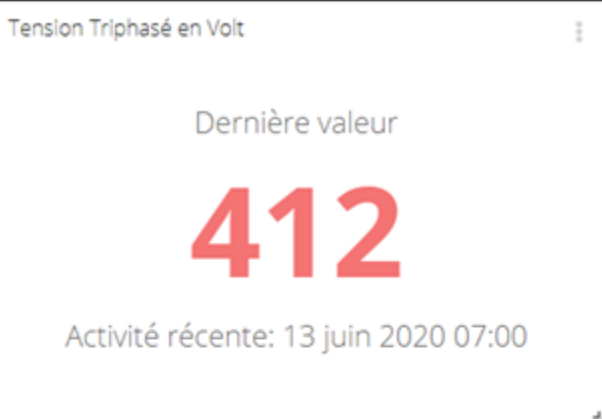 Tension Triphasé en Volt
Dernière valeur
412
Activité récente: 13 juin 2020 07:00